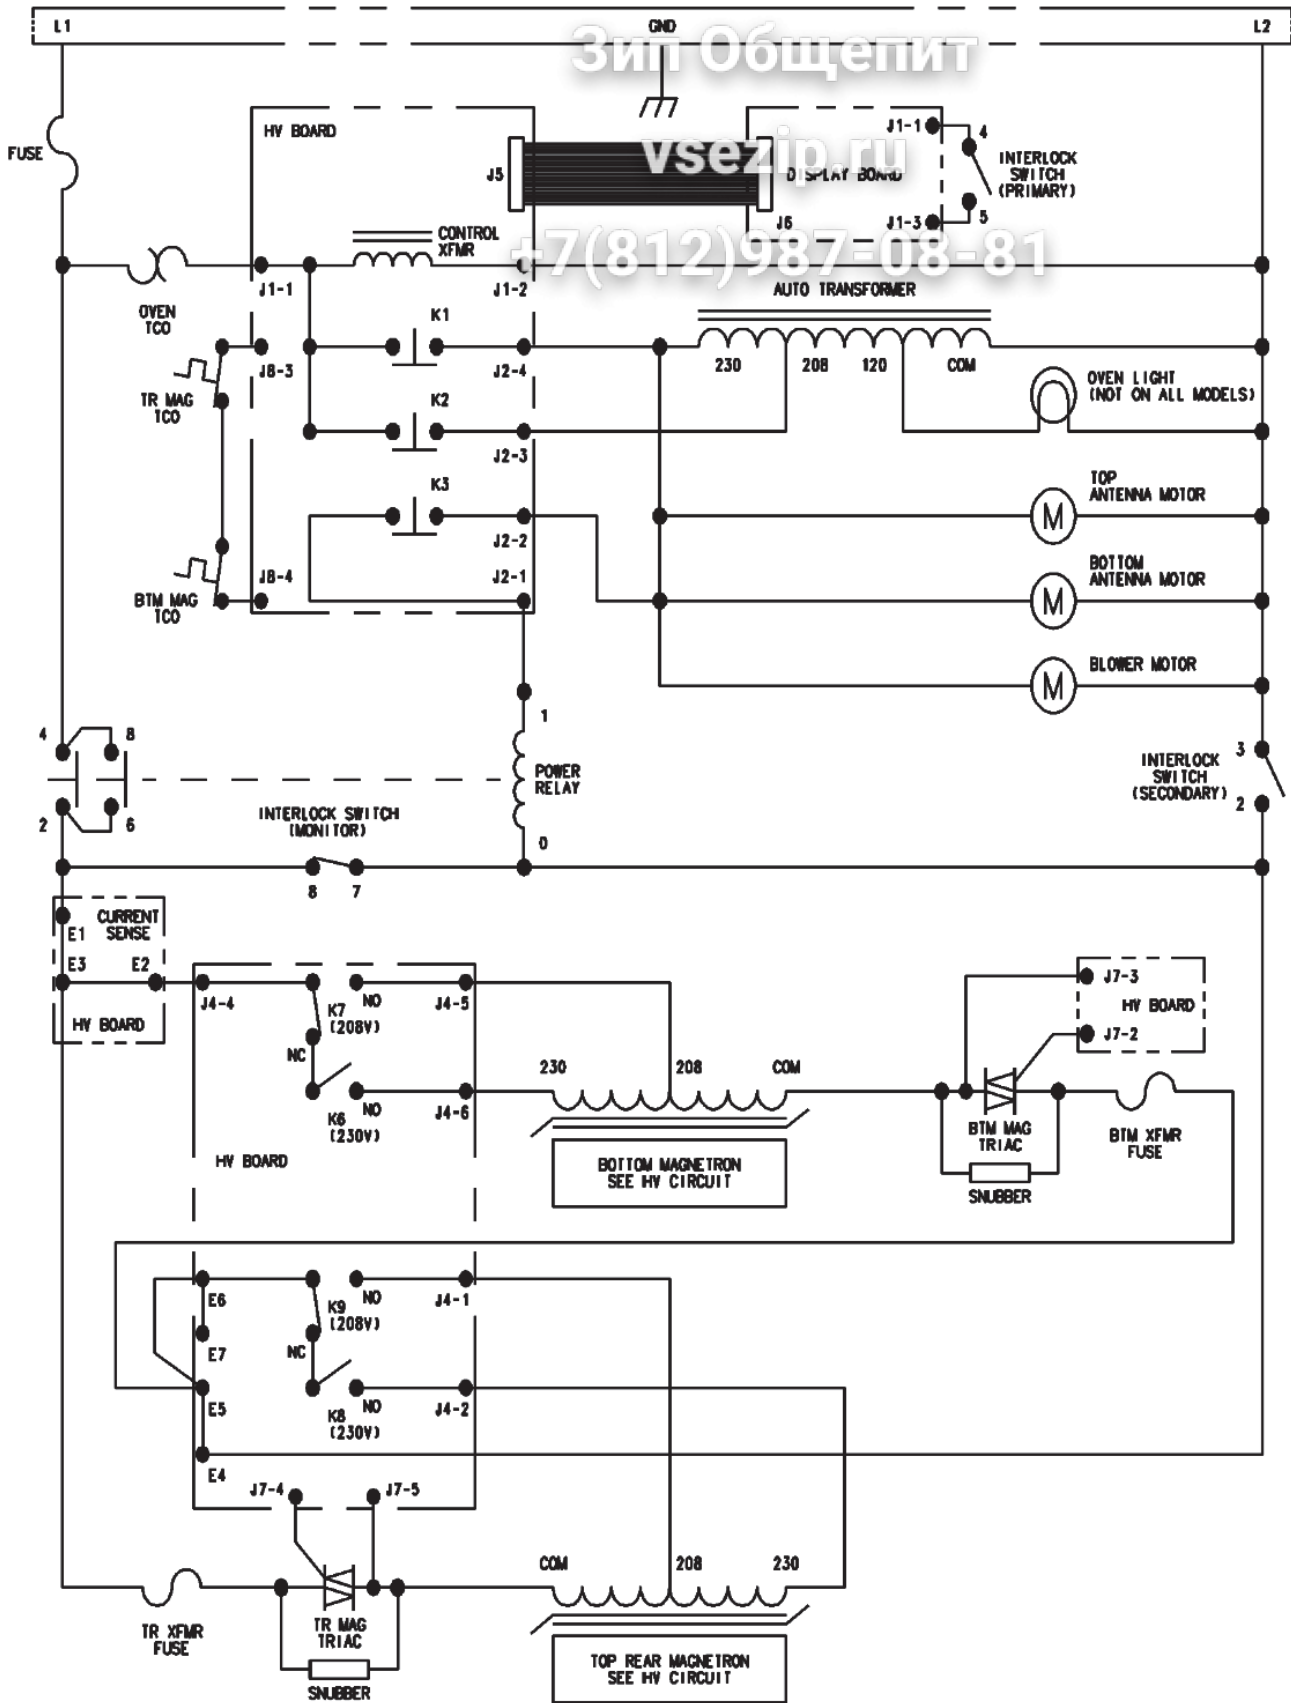 L1
GND
L2
Зип Общепит
HV BOARD
J1-1
4
FUSE
vsezip.ru
INTERLOCK
SWITCH
(PRIMARY)
J5
DISPLAY BOARD
J6
J1-3
5
CONTROL
XFMR
+7(812)987-08-81
J1-1
J1-2
AUTO TRANSFORMER
OVEN
TCO
K1
J8-3
J2-4
230
208
120
COM
OVEN LIGHT
(NOT ON ALL MODELS)
TR MAG
TCO
K2
J2-3
K3
TOP
ANTENNA MOTOR
M
J2-2
J8-4
J2-1
BOTTOM
ANTENNA MOTOR
M
BTM MAG
TCO
BLOWER MOTOR
M
1
4
8
3
INTERLOCK
SWITCH
(SECONDARY)
2
POWER
RELAY
2
6
INTERLOCK SWITCH
(MONITOR)
0
8
7
E1
CURRENT
SENSE
E3
E2
HV BOARD
J4-4
K7
(208V)
NO
J4-5
NC
K6
(230V)
NO
J4-6
HV BOARD
230
208
COM
BOTTOM MAGNETRON
SEE HV CIRCUIT
J7-3
HV BOARD
J7-2
BTM MAG
TRIAC
BTM XFMR
FUSE
SNUBBER
E6
K9
(208V)
NO
J4-1
E7
NC
E5
K8
(230V)
NO
J4-2
E4
J7-4
J7-5
COM
208
230
TR XFMR
FUSE
TR MAG
TRIAC
SNUBBER
TOP REAR MAGNETRON
SEE HV CIRCUIT